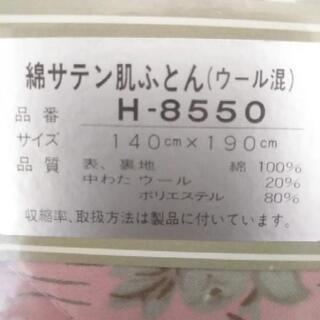 綿サテン肌ふとん(ウール混)
品番 H-8550
サイズ 140cm×190cm
品質 表、裏地 綿 100%
中わた ウール 20%
ポリエステル 80%
収縮率、取扱方法は製品に付いています。